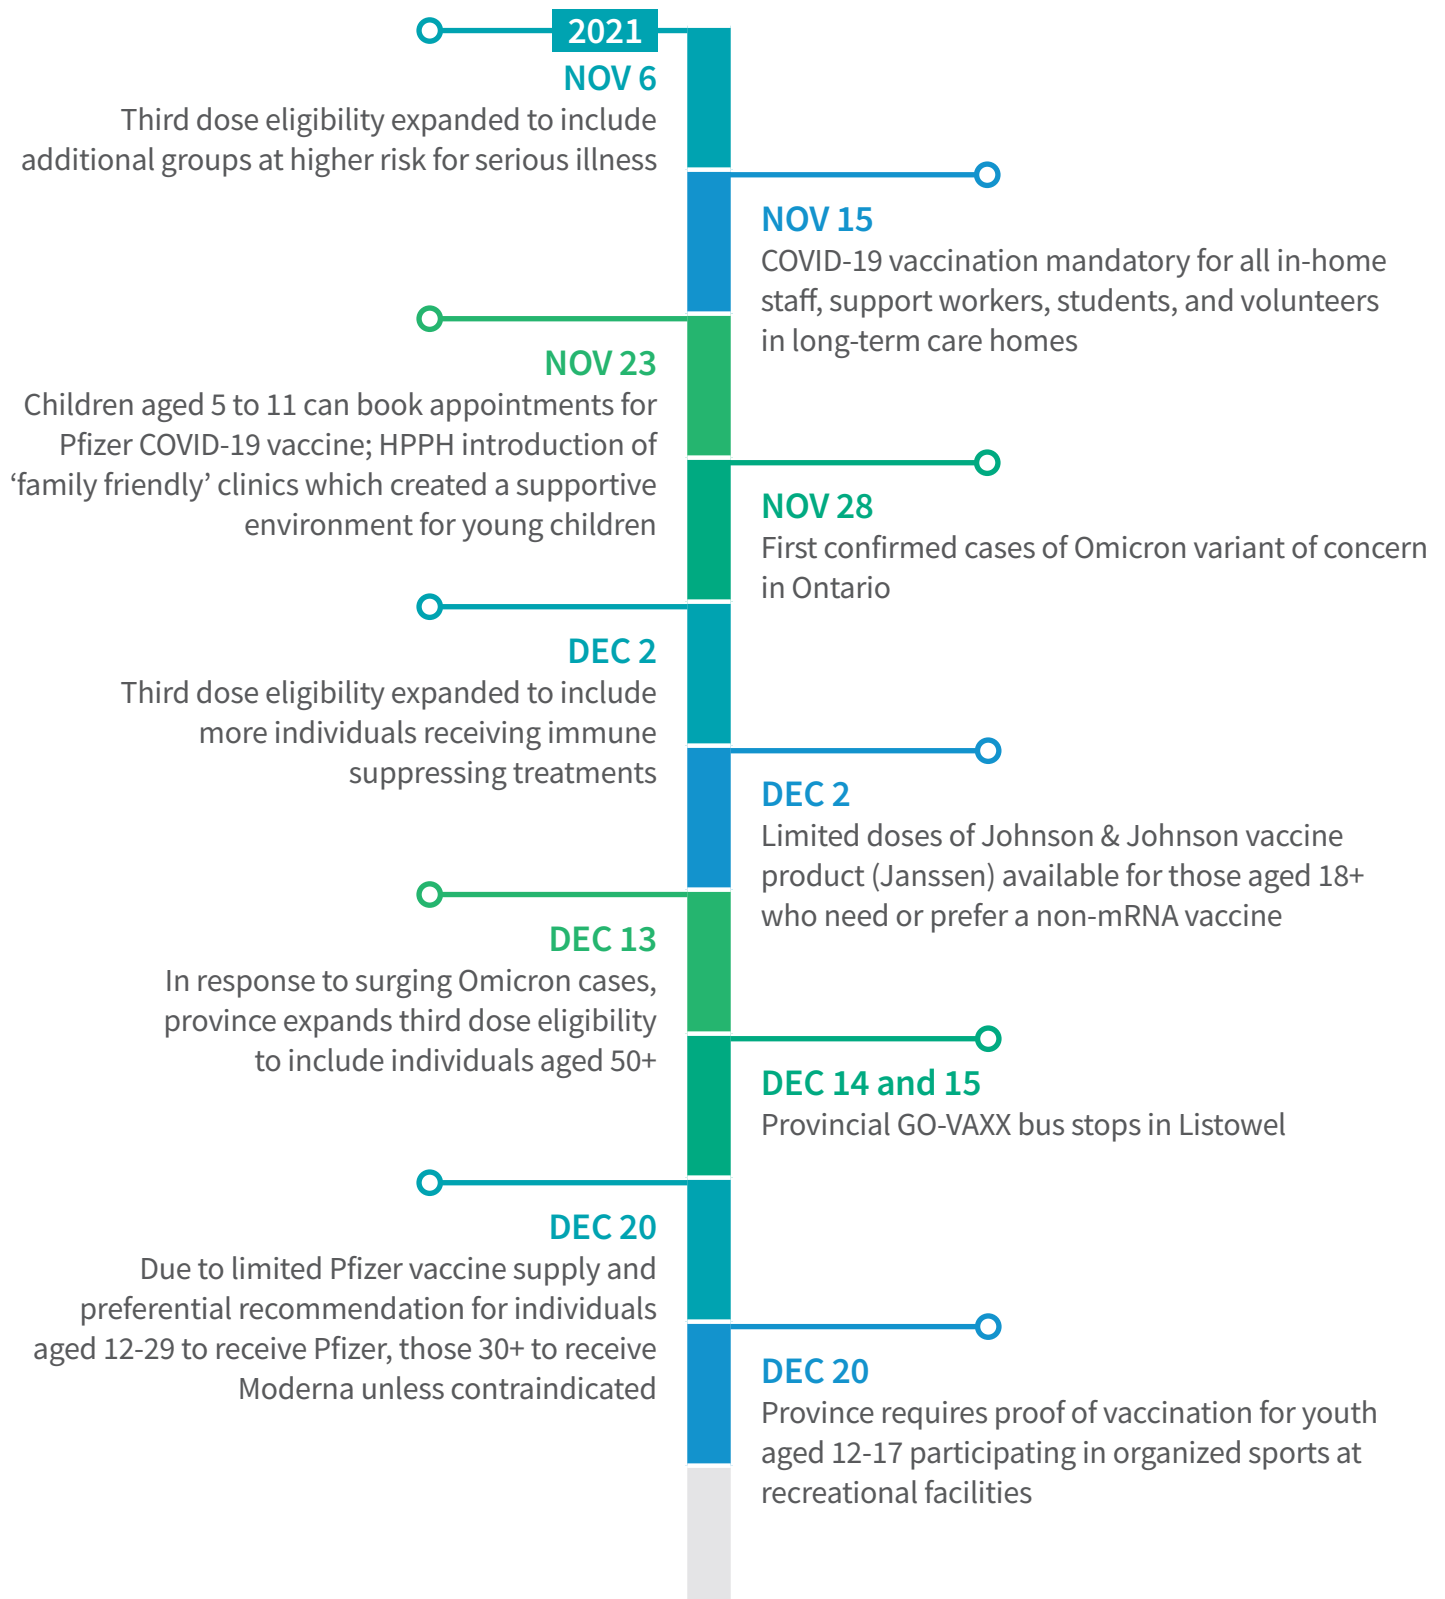 2021
NOV 6
Third dose eligibility expanded to include
additional groups at higher risk for serious illness
NOV 15
COVID-19 vaccination mandatory for all in-home
staff, support workers, students, and volunteers
in long-term care homes
NOV 23
Children aged 5 to 11 can book appointments for
Pfizer COVID-19 vaccine; HPPH introduction of
‘family friendly’ clinics which created a supportive
environment for young children
NOV 28
First confirmed cases of Omicron variant of concern
in Ontario
DEC 2
Third dose eligibility expanded to include
more individuals receiving immune
suppressing treatments
DEC 2
Limited doses of Johnson & Johnson vaccine
product (Janssen) available for those aged 18+
who need or prefer a non-mRNA vaccine
DEC 13
In response to surging Omicron cases,
province expands third dose eligibility
to include individuals aged 50+
DEC 14 and 15
Provincial GO-VAXX bus stops in Listowel
DEC 20
Due to limited Pfizer vaccine supply and
preferential recommendation for individuals
aged 12-29 to receive Pfizer, those 30+ to receive
Moderna unless contraindicated
DEC 20
Province requires proof of vaccination for youth
aged 12-17 participating in organized sports at
recreational facilities